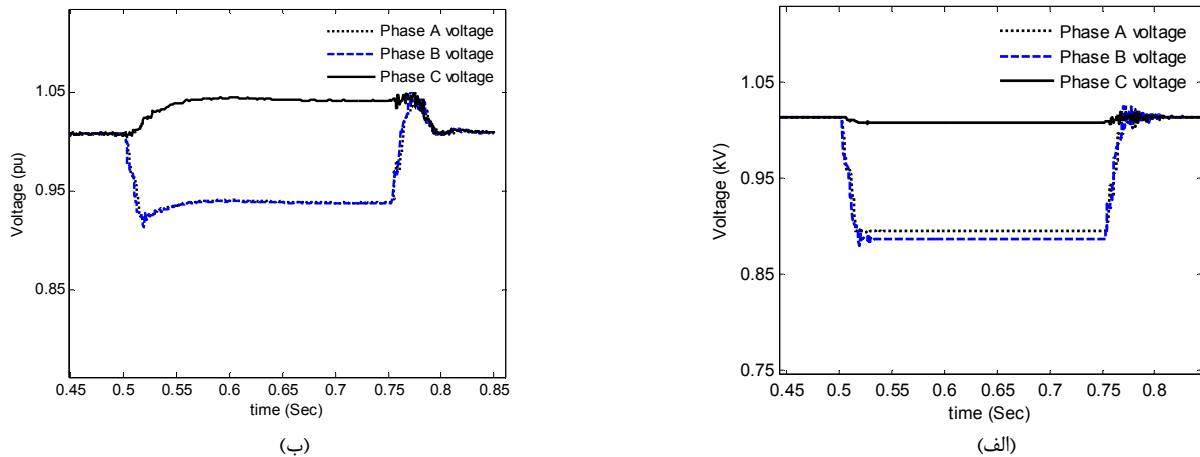 Phase A voltage
Phase B voltage
Phase C voltage
1.05
1.0
0.95
0.85
Voltage (pu)
0.45 0.5 0.55 0.6 0.65 0.7 0.75 0.8 0.85
time (Sec)
(ب)
Phase A voltage
Phase B voltage
Phase C voltage
1.05
0.95
0.85
0.75
Voltage (kV)
0.45 0.5 0.55 0.6 0.65 0.7 0.75 0.8
time (Sec)
(الف)